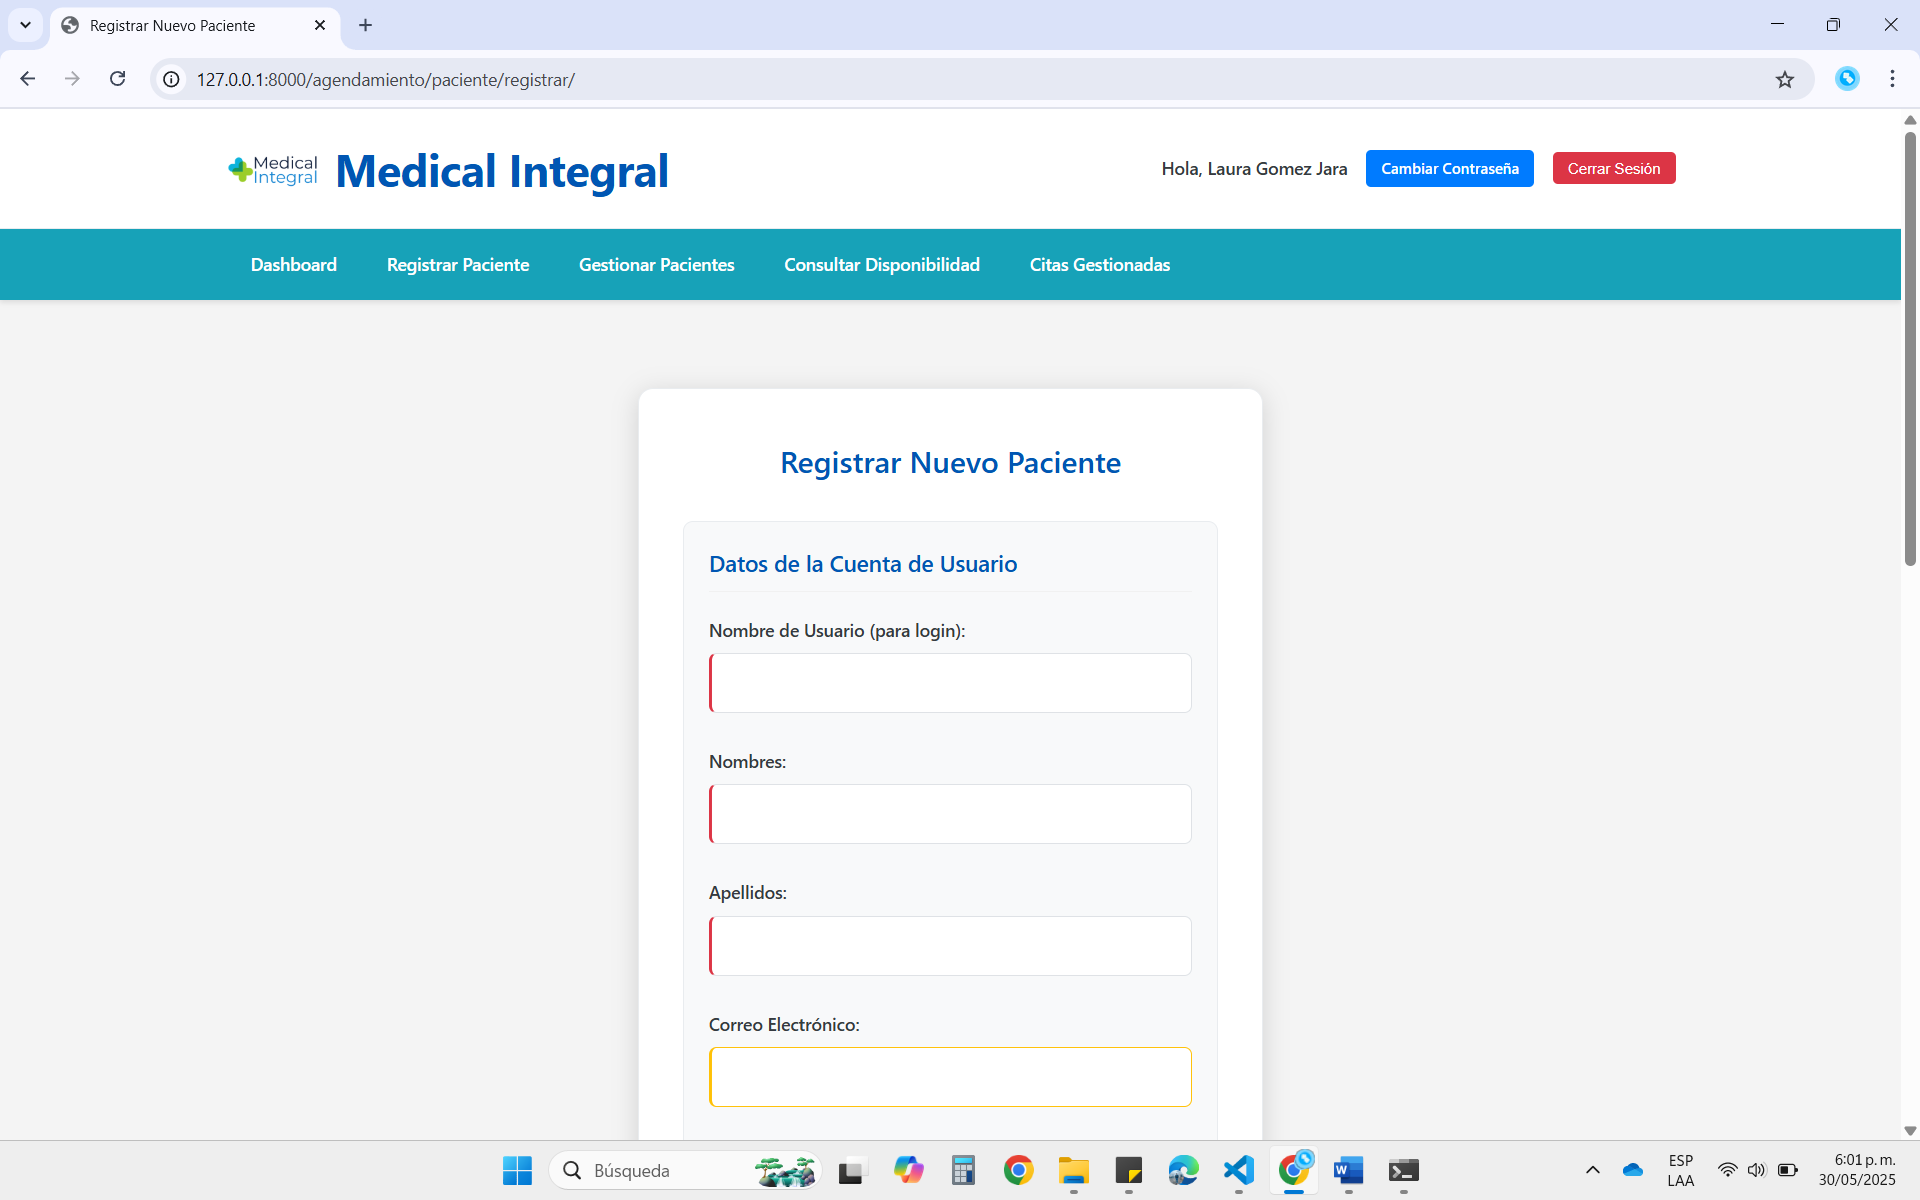 Registrar Nuevo Paciente
127.0.0.1:8000/agendamiento/paciente/registrar/
Medical
Integral
Medical Integral
Hola, Laura Gomez Jara
Cambiar Contraseña
Cerrar Sesión
Dashboard
Registrar Paciente
Gestionar Pacientes
Consultar Disponibilidad
Citas Gestionadas
Registrar Nuevo Paciente
Datos de la Cuenta de Usuario
Nombre de Usuario (para login):
Nombres:
Apellidos:
Correo Electrónico:
Búsqueda
ESP
LAA
6:01 p. m.
30/05/2025